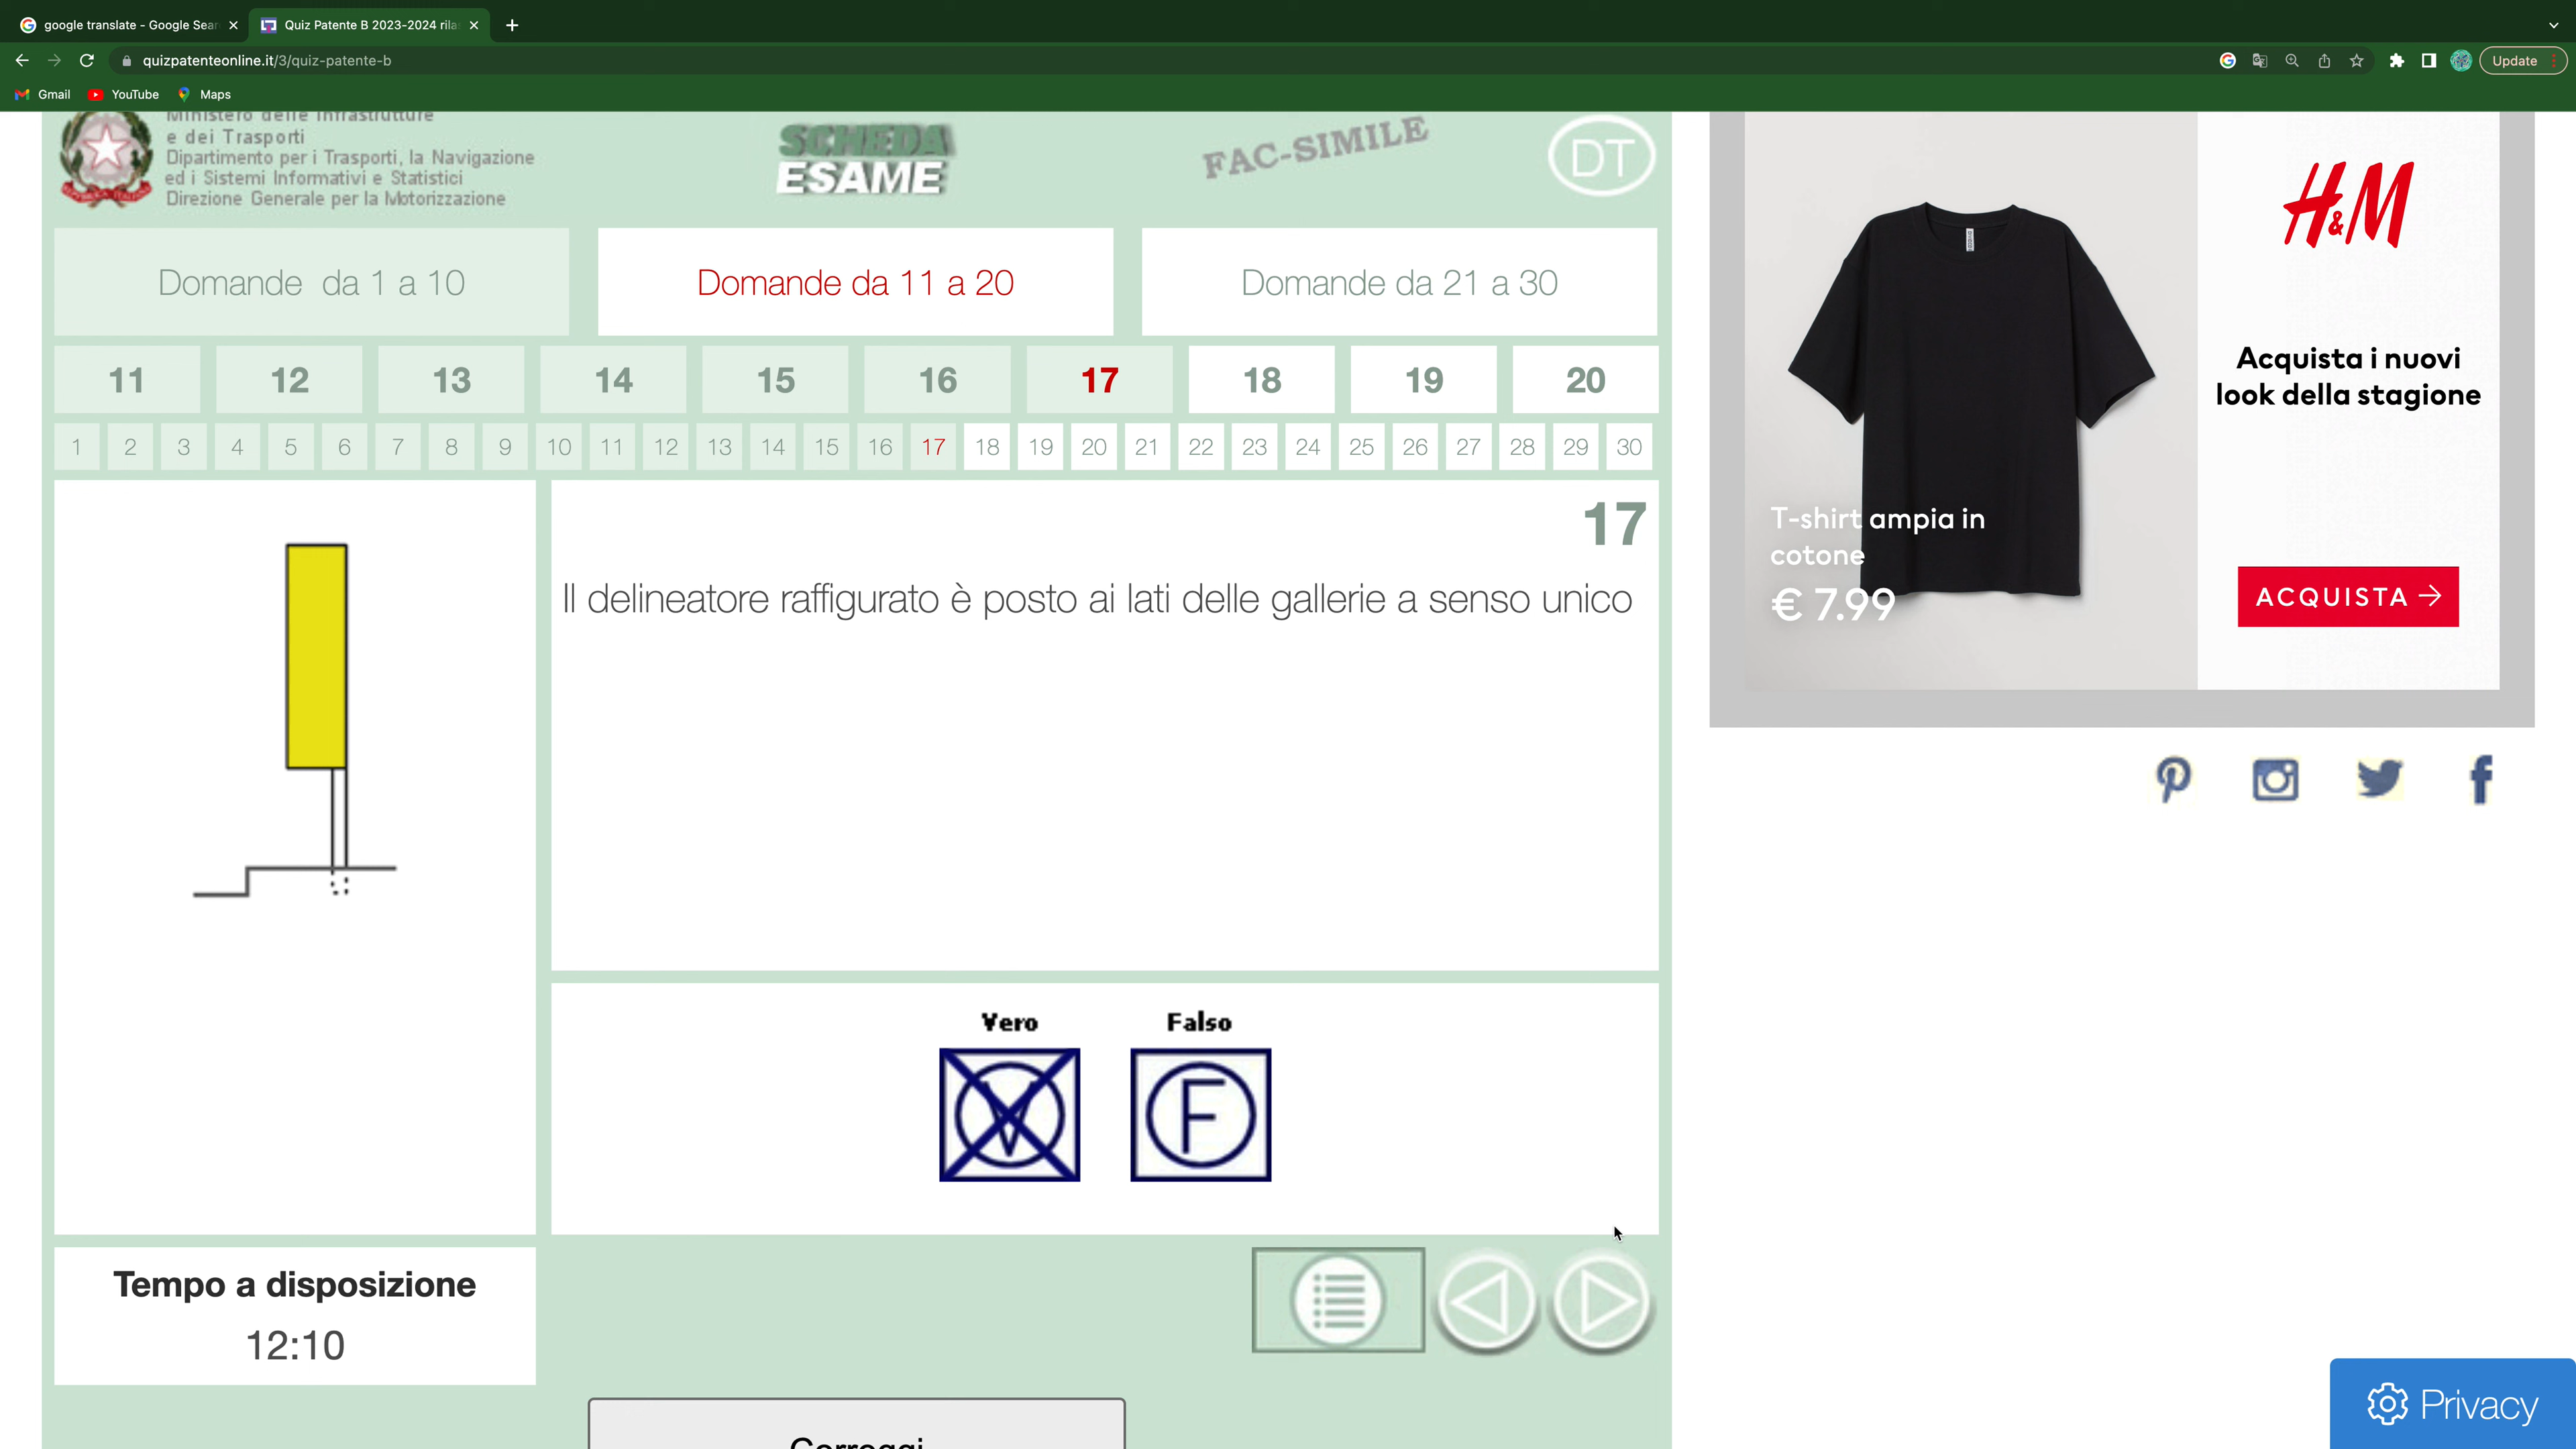 google translate - Google Sear
Quiz Patente B 2023-2024 rila
quizpatenteonline.it/3/quiz-patente-b
Update
Gmail
YouTube
Maps
Ministero delle Infrastrutture
e dei Trasporti
Dipartimento per i Trasporti, la Navigazione
ed i Sistemi Informativi e Statistici
Direzione Generale per la Motorizzazione
SCHEDA
ESAME
FAC-SIMILE
DT
Domande da 1 a 10
Domande da 11 a 20
Domande da 21 a 30
11 12 13 14 15 16 17 18 19 20
1 2 3 4 5 6 7 8 9 10 11 12 13 14 15 16 17 18 19 20 21 22 23 24 25 26 27 28 29 30
17
Il delineatore raffigurato è posto ai lati delle gallerie a senso unico
Vero
Falso
V
F
Tempo a disposizione
12:10
Correggi
H&M
Acquista i nuovi
look della stagione
T-shirt ampia in
cotone
€ 7.99
ACQUISTA
Privacy